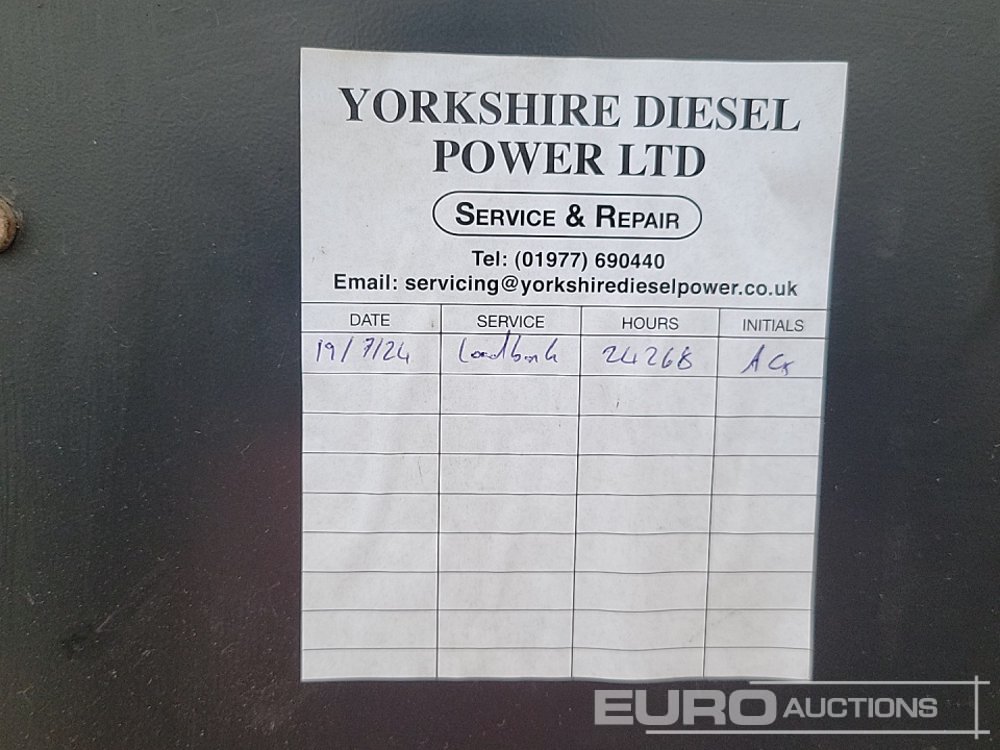 YORKSHIRE DIESEL
POWER LTD
SERVICE & REPAIR
Tel: (01977) 690440
Email: servicing@yorkshiredieselpower.co.uk
DATE SERVICE HOURS INITIALS
19/7/24 Loadbank 24268 AG
EURO AUCTIONS